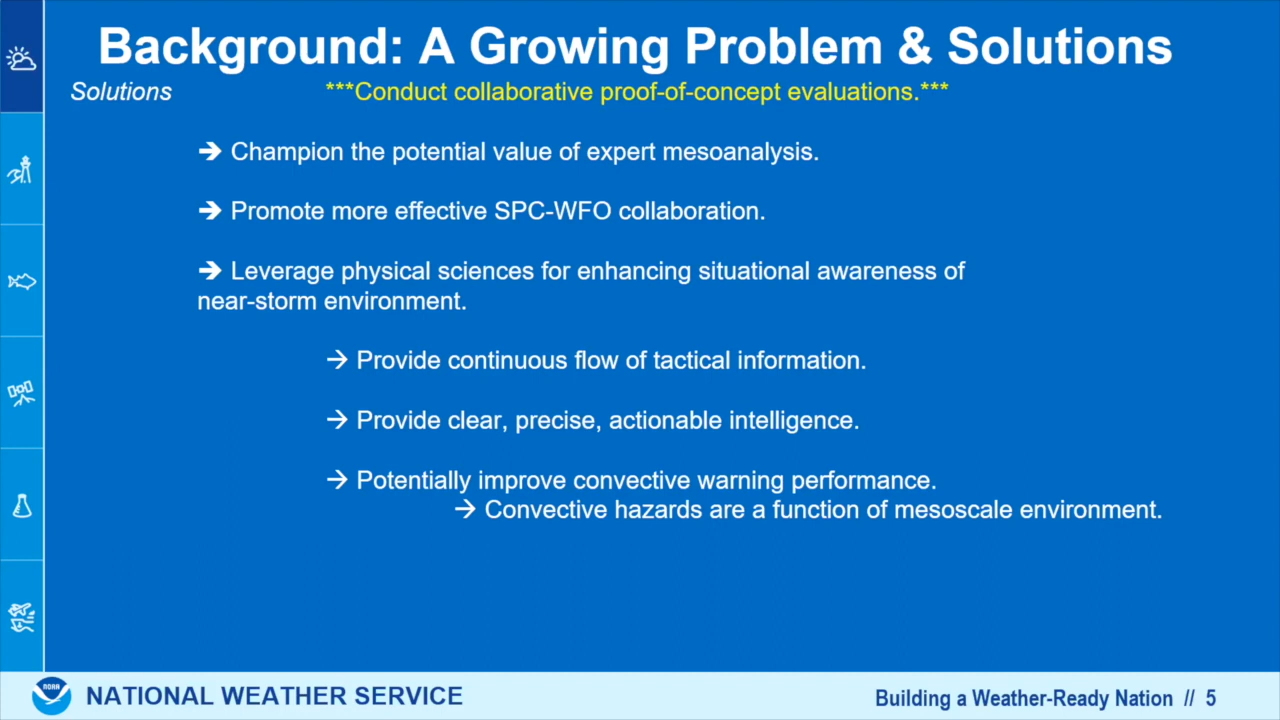 Background: A Growing Problem & Solutions
Solutions ***Conduct collaborative proof-of-concept evaluations.***
➔ Champion the potential value of expert mesoanalysis.
➔ Promote more effective SPC-WFO collaboration.
➔ Leverage physical sciences for enhancing situational awareness of
near-storm environment.
→ Provide continuous flow of tactical information.
→ Provide clear, precise, actionable intelligence.
→ Potentially improve convective warning performance.
→ Convective hazards are a function of mesoscale environment.
NOAA
NATIONAL WEATHER SERVICE
Building a Weather-Ready Nation // 5